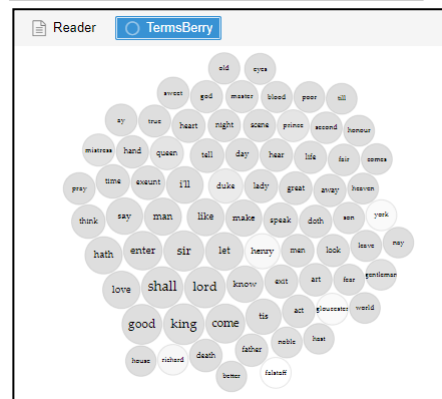 Reader TermsBerry
old eyes
sweet god master blood poor till
ay true heart night scene prince second honour
mistress hand queen tell day hear life fair comes
pray time exeunt i'll duke lady great away heaven
think say man like make speak doth son york
hath enter sir let henry men look leave nay
love shall lord know exit art fear gentleman
good king come tis act gloucester world
house richard death father noble hast
better falstaff